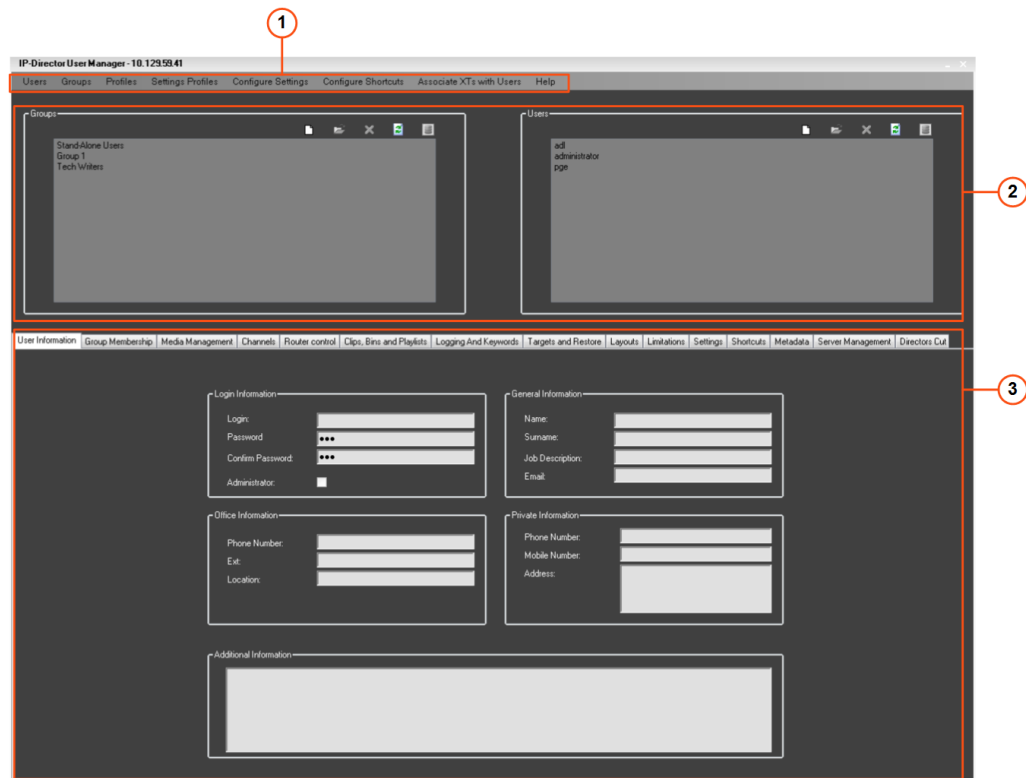 1
IP-Director User Manager - 10.129.59.41
Users Groups Profiles Settings Profiles Configure Settings Configure Shortcuts Associate XTs with Users Help
Groups
Stand-Alone Users
Group 1
Tech Writers
Users
adl
administrator
pge
2
User Information Group Membership Media Management Channels Router control Clips, Bins and Playlists Logging And Keywords Targets and Restore Layouts Limitations Settings Shortcuts Metadata Server Management Directors Cut
3
Login Information
Login:
Password
Confirm Password:
Administrator:
General Information
Name:
Surname:
Job Description:
Email:
Office Information
Phone Number:
Ext:
Location:
Private Information
Phone Number:
Mobile Number:
Address:
Additional Information